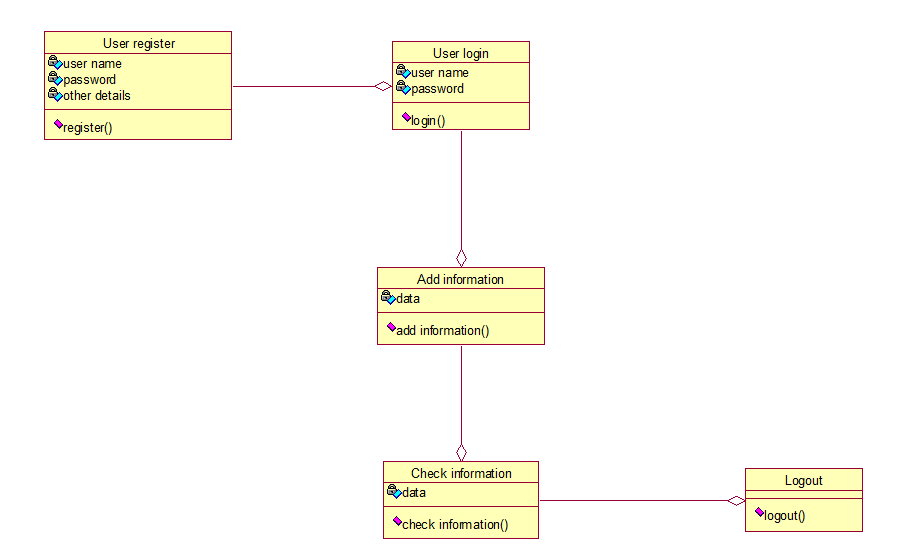 User register
user name
password
other details
register()
User login
user name
password
login()
Add information
data
add information()
Check information
data
check information()
Logout
logout()